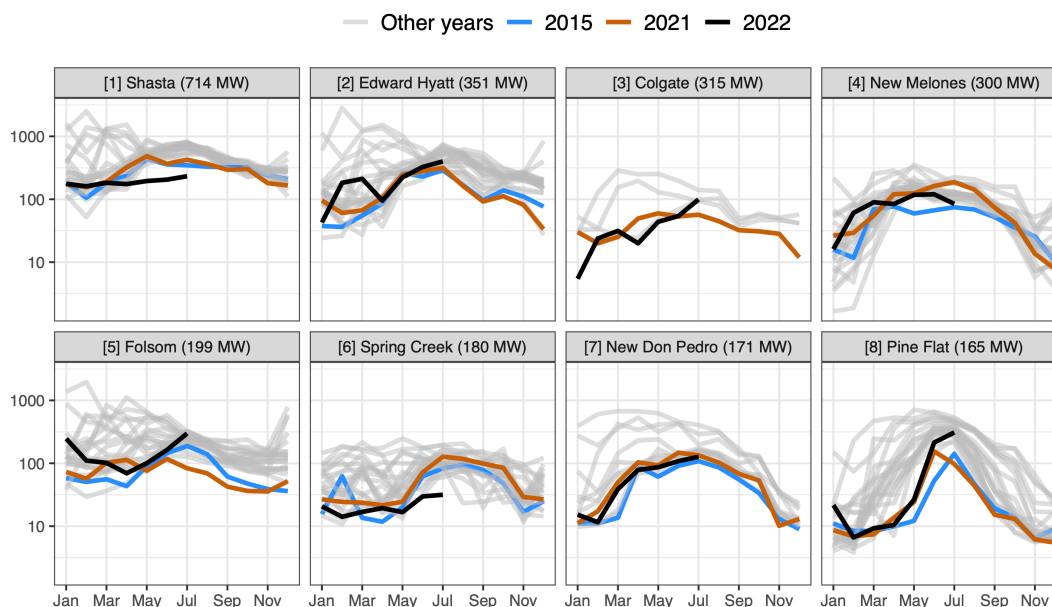 Other years 2015 2021 2022
[1] Shasta (714 MW) [2] Edward Hyatt (351 MW) [3] Colgate (315 MW) [4] New Melones (300 MW)
1000
100
10
[5] Folsom (199 MW) [6] Spring Creek (180 MW) [7] New Don Pedro (171 MW) [8] Pine Flat (165 MW)
1000
100
10
Jan Mar May Jul Sep Nov Jan Mar May Jul Sep Nov Jan Mar May Jul Sep Nov Jan Mar May Jul Sep Nov